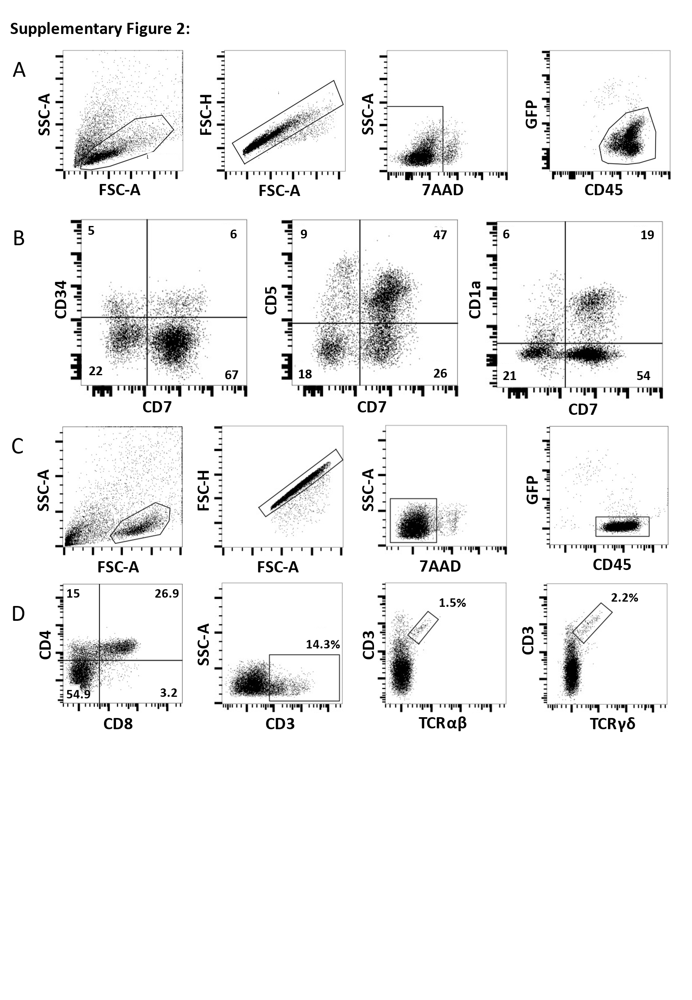 Supplementary Figure 2:
A
SSC-A
FSC-A
FSC-H
FSC-A
SSC-A
7AAD
GFP
CD45
B
5
6
22
67
CD34
CD7
9
47
18
26
CD5
CD7
6
19
21
54
CD1a
CD7
C
SSC-A
FSC-A
FSC-H
FSC-A
SSC-A
7AAD
GFP
CD45
D
15
26.9
54.9
3.2
CD4
CD8
14.3%
SSC-A
CD3
1.5%
CD3
TCRαβ
2.2%
CD3
TCRγδ